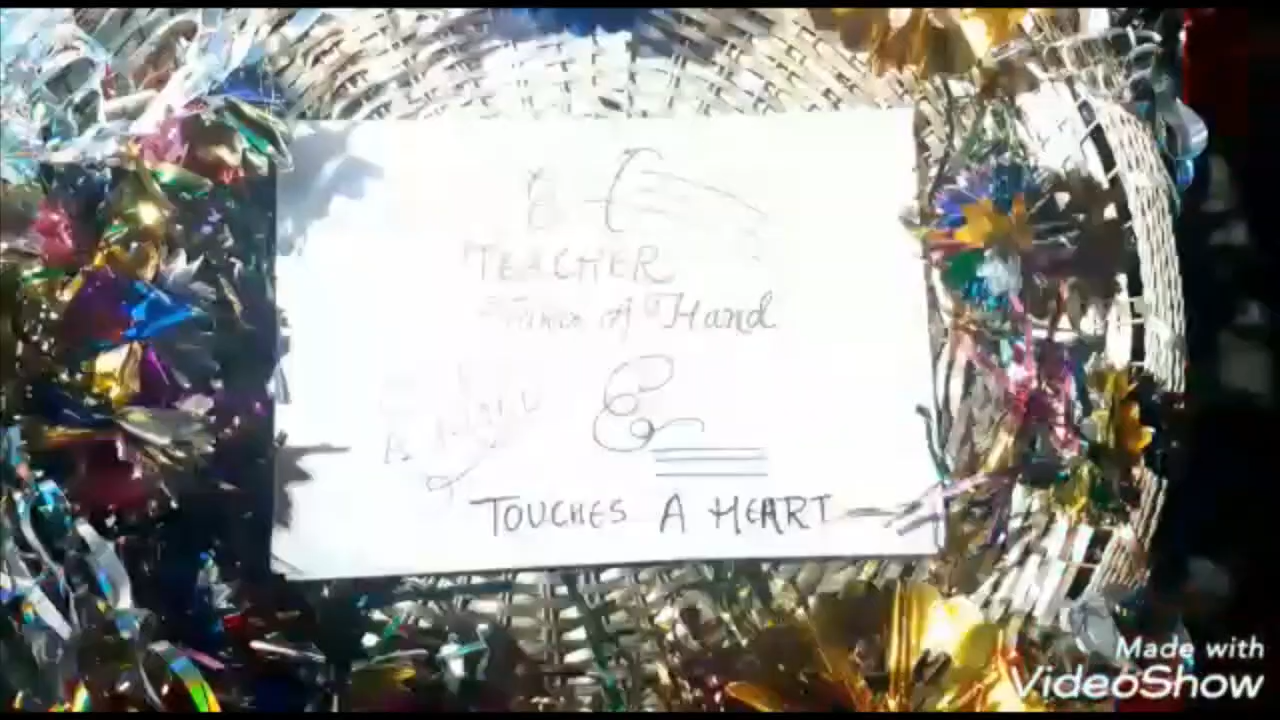 TEACHER
Hand
TOUCHES A HEART
Made with
VideoShow